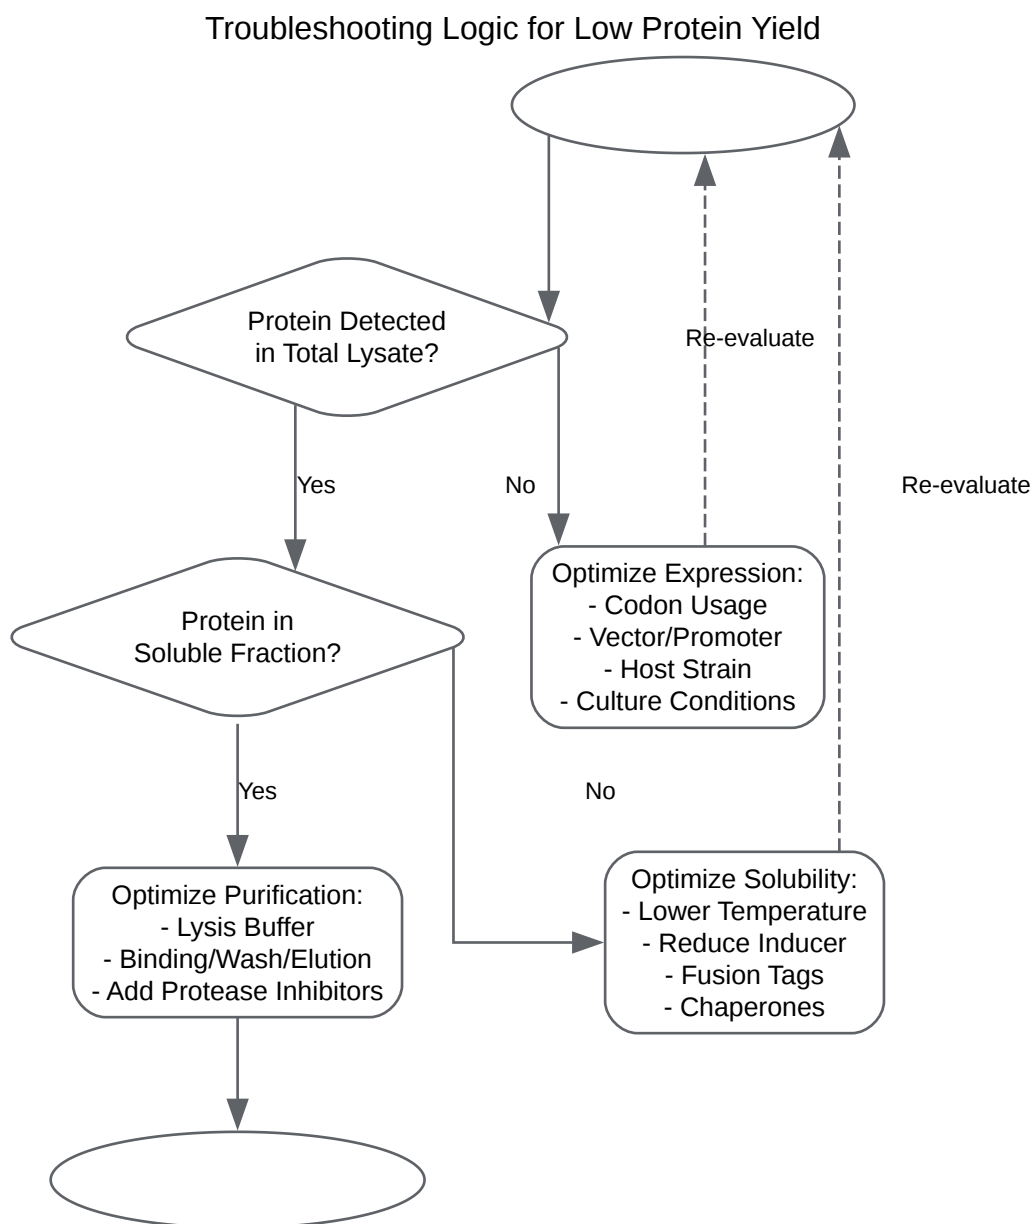 Troubleshooting Logic for Low Protein Yield
Protein Detected
in Total Lysate?
Re-evaluate
Yes
No
Re-evaluate
Optimize Expression:
- Codon Usage
- Vector/Promoter
- Host Strain
- Culture Conditions
Protein in
Soluble Fraction?
Yes
No
Optimize Purification:
- Lysis Buffer
- Binding/Wash/Elution
- Add Protease Inhibitors
Optimize Solubility:
- Lower Temperature
- Reduce Inducer
- Fusion Tags
- Chaperones